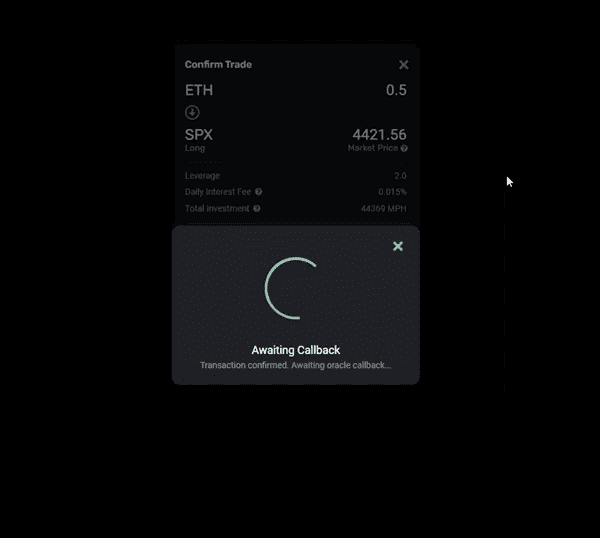 Confirm Trade
ETH 0.5
SPX 4421.56
Long Market Price
Leverage 2.0
Daily Interest Fee 0.015%
Total Investment 44369 MPH
Awaiting Callback
Transaction confirmed. Awaiting oracle callback...